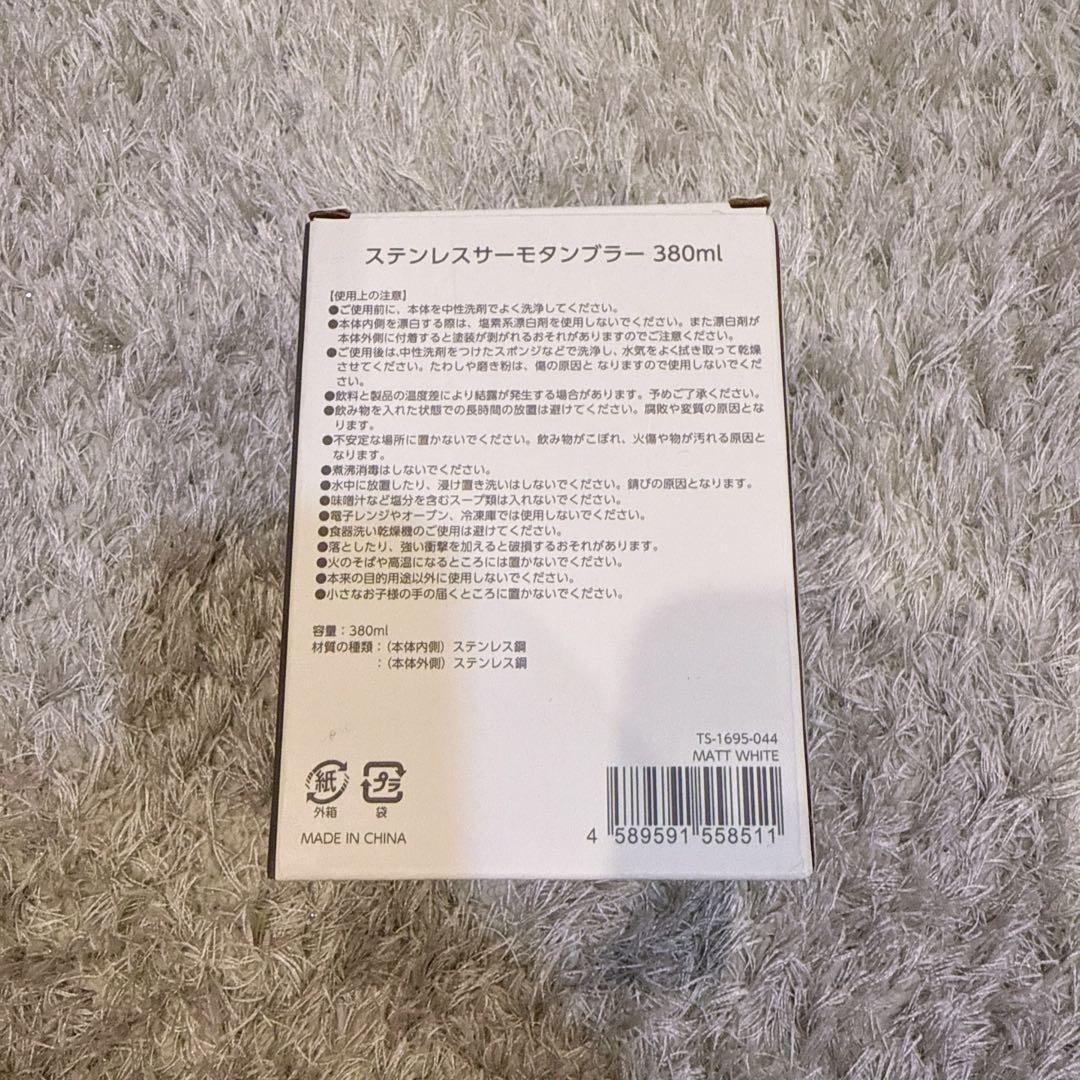 ステンレスサーモタンブラー 380ml
【使用上の注意】
●ご使用前に、本体を中性洗剤でよく洗浄してください。
●本体内側を漂白する際は、塩素系漂白剤を使用しないでください。また漂白剤が
本体外側に付着すると塗装が剥がれるおそれがありますのでご注意ください。
●ご使用後は、中性洗剤をつけたスポンジなどで洗浄し、水気をよく拭き取って乾燥
させてください。たわしや磨き粉は、傷の原因と なりますので使用しないでくだ
さい。
●飲料と製品の温度差により結露が発生する場合があります。予めご了承ください。
●飲み物を入れた状態での長時間の放置は避けてください。腐敗や変質の原因とな
ります。
●不安定な場所に置かないでください。飲み物がこぼれ、火傷や物が汚れる原因と
なります。
●煮沸消毒はしないでください。
●水中に放置したり、浸け置き洗いはしないでください。錆びの原因となります。
●味噌汁など塩分を含むスープ類は入れないでください。
●電子レンジやオーブン、冷凍庫では使用しないでください。
●食器洗い乾燥機のご使用は避けてください。
●落としたり、強い衝撃を加えると破損するおそれがあります。
●火のそばや高温になるところには置かないでください。
●本来の目的用途以外に使用しないでください。
●小さなお子様の手の届くところに置かないでください。
容量：380ml
材質の種類：（本体内側）ステンレス鋼
：（本体外側）ステンレス鋼
TS-1695-044
MATT WHITE
紙
外箱
プラ
袋
MADE IN CHINA
4 589591 558511